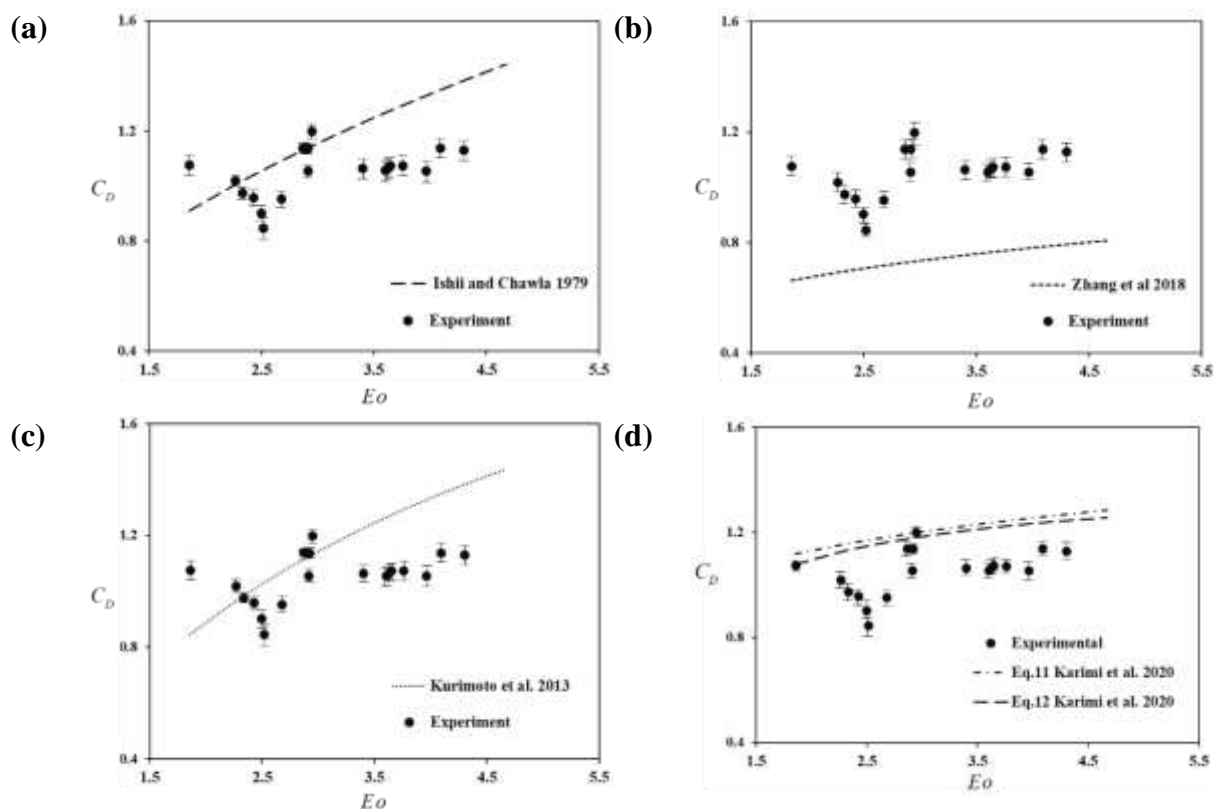 (a)
1.6
1.2
0.8
0.4
C_D
1.5
2.5
3.5
4.5
5.5
Eo
Ishii and Chawla 1979
Experiment
(b)
1.6
1.2
0.8
0.4
C_D
1.5
2.5
3.5
4.5
5.5
Eo
Zhang et al 2018
Experiment
(c)
1.6
1.2
0.8
0.4
C_D
1.5
2.5
3.5
4.5
5.5
Eo
Kurimoto et al. 2013
Experiment
(d)
1.6
1.2
0.8
0.4
C_D
1.5
2.5
3.5
4.5
5.5
Eo
Experimental
Eq.11 Karimi et al. 2020
Eq.12 Karimi et al. 2020